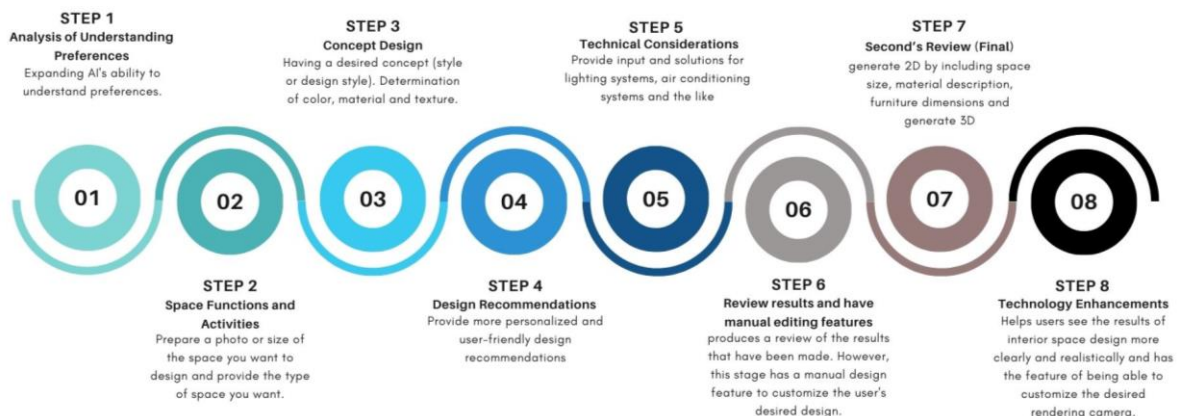 STEP 1
Analysis of Understanding
Preferences
Expanding AI's ability to
understand preferences.
01
STEP 2
Space Functions and
Activities
Prepare a photo or size of
the space you want to
design and provide the type
of space you want.
02
STEP 3
Concept Design
Having a desired concept (style
or design style). Determination
of color, material and texture.
03
STEP 4
Design Recommendations
Provide more personalized and
user-friendly design
recommendations
04
STEP 5
Technical Considerations
Provide input and solutions for
lighting systems, air conditioning
systems and the like
05
STEP 6
Review results and have
manual editing features
produces a review of the results
that have been made. However,
this stage has a manual design
feature to customize the user's
desired design.
06
STEP 7
Second's Review (Final)
generate 2D by including space
size, material description,
furniture dimensions and
generate 3D
07
STEP 8
Technology Enhancements
Helps users see the results of
interior space design more
clearly and realistically and has
the feature of being able to
customize the desired
rendering camera.
08